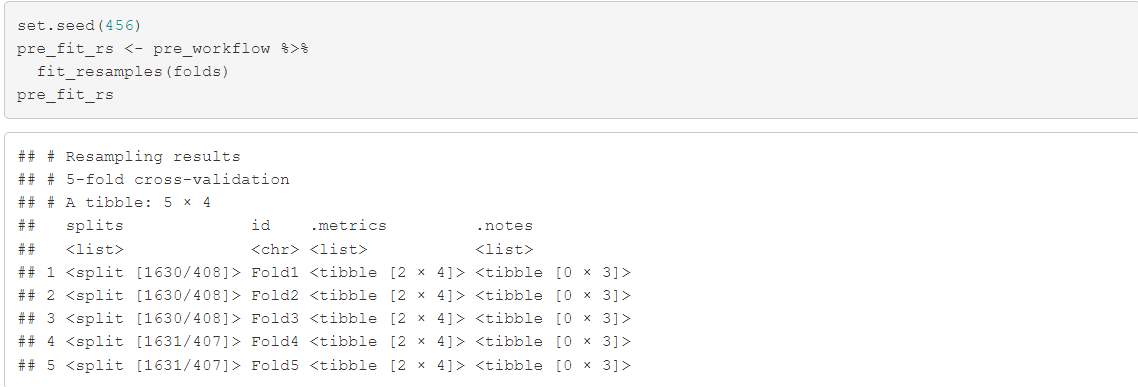 set.seed(456)
pre_fit_rs <- pre_workflow %>%
  fit_resamples(folds)
pre_fit_rs
## # Resampling results
## # 5-fold cross-validation
## # A tibble: 5 × 4
##   splits             id    .metrics         .notes
##   <list>             <chr> <list>           <list>
## 1 <split [1630/408]> Fold1 <tibble [2 × 4]> <tibble [0 × 3]>
## 2 <split [1630/408]> Fold2 <tibble [2 × 4]> <tibble [0 × 3]>
## 3 <split [1630/408]> Fold3 <tibble [2 × 4]> <tibble [0 × 3]>
## 4 <split [1631/407]> Fold4 <tibble [2 × 4]> <tibble [0 × 3]>
## 5 <split [1631/407]> Fold5 <tibble [2 × 4]> <tibble [0 × 3]>